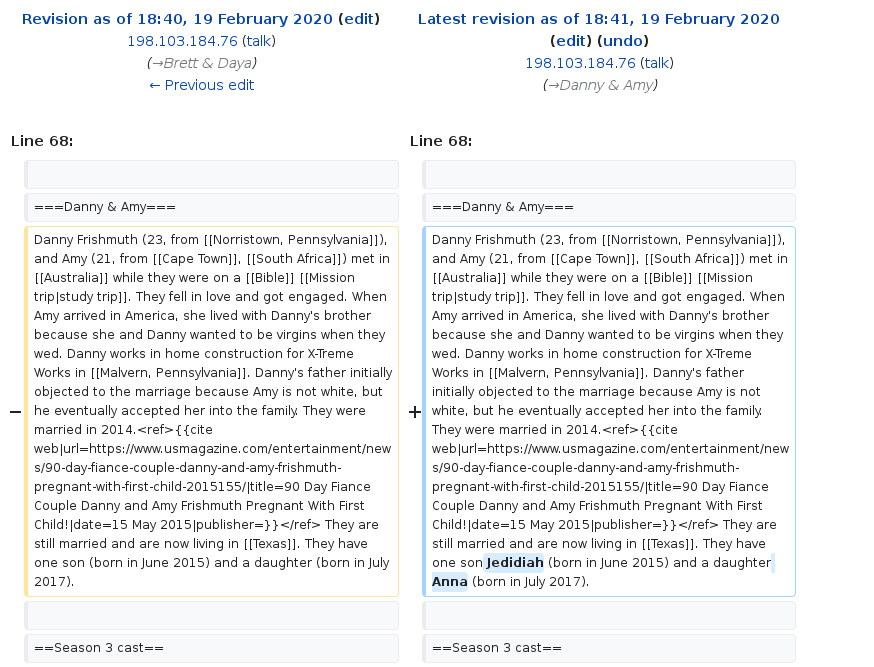 Revision as of 18:40, 19 February 2020 (edit)
198.103.184.76 (talk)
(→Brett & Daya)
← Previous edit
Latest revision as of 18:41, 19 February 2020
(edit) (undo)
198.103.184.76 (talk)
(→Danny & Amy)
Line 68:
===Danny & Amy===
− Danny Frishmuth (23, from [[Norristown, Pennsylvania]]),
and Amy (21, from [[Cape Town]], [[South Africa]]) met in
[[Australia]] while they were on a [[Bible]] [[Mission
trip|study trip]]. They fell in love and got engaged. When
Amy arrived in America, she lived with Danny's brother
because she and Danny wanted to be virgins when they
wed. Danny works in home construction for X-Treme
Works in [[Malvern, Pennsylvania]]. Danny's father initially
objected to the marriage because Amy is not white, but
he eventually accepted her into the family. They were
married in 2014.<ref>{{cite
web|url=https://www.usmagazine.com/entertainment/new
s/90-day-fiance-couple-danny-and-amy-frishmuth-
pregnant-with-first-child-2015155/|title=90 Day Fiance
Couple Danny and Amy Frishmuth Pregnant With First
Child!|date=15 May 2015|publisher=}}</ref> They are
still married and are now living in [[Texas]]. They have
one son (born in June 2015) and a daughter (born in July
2017).
==Season 3 cast==
Line 68:
===Danny & Amy===
+ Danny Frishmuth (23, from [[Norristown, Pennsylvania]]),
and Amy (21, from [[Cape Town]], [[South Africa]]) met in
[[Australia]] while they were on a [[Bible]] [[Mission
trip|study trip]]. They fell in love and got engaged. When
Amy arrived in America, she lived with Danny's brother
because she and Danny wanted to be virgins when they
wed. Danny works in home construction for X-Treme
Works in [[Malvern, Pennsylvania]]. Danny's father
initially objected to the marriage because Amy is not
white, but he eventually accepted her into the family.
They were married in 2014.<ref>{{cite
web|url=https://www.usmagazine.com/entertainment/new
s/90-day-fiance-couple-danny-and-amy-frishmuth-
pregnant-with-first-child-2015155/|title=90 Day Fiance
Couple Danny and Amy Frishmuth Pregnant With First
Child!|date=15 May 2015|publisher=}}</ref> They are
still married and are now living in [[Texas]]. They have
one son Jedidiah (born in June 2015) and a daughter
Anna (born in July 2017).
==Season 3 cast==